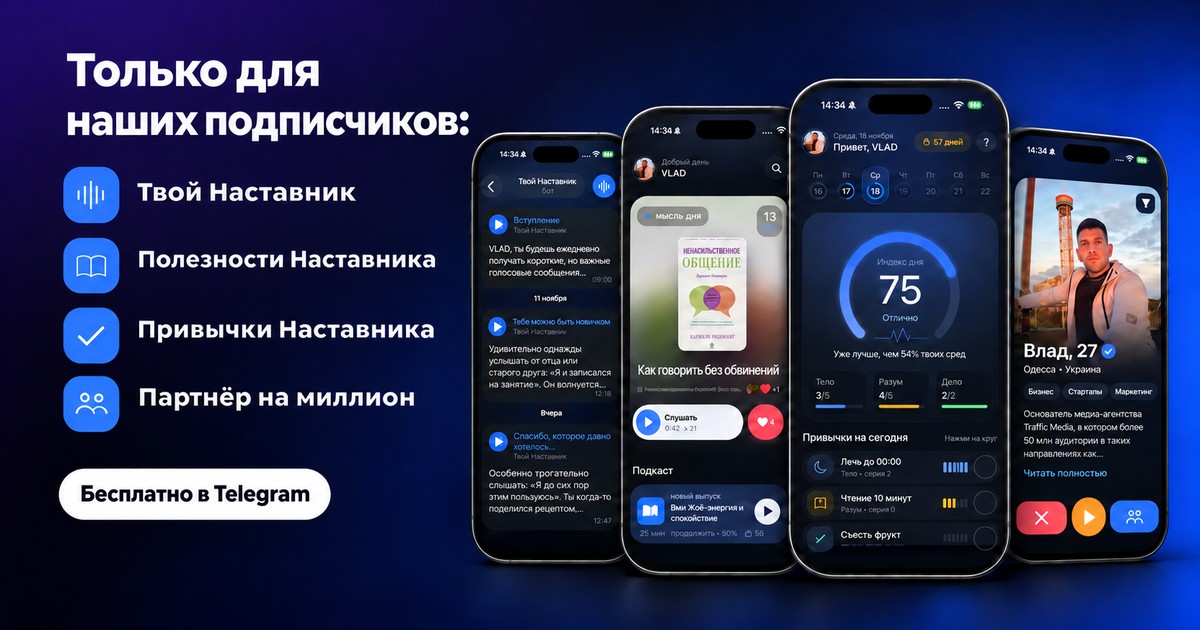 Только для
наших подписчиков:
Твой Наставник
Полезности Наставника
Привычки Наставника
Партнёр на миллион
Бесплатно в Telegram
14:34
Твой Наставник
бот
Вступление
Твой Наставник
VLAD, ты будешь ежедневно
получать короткие, но важные
голосовые сообщения...
09:00
11 ноября
Тебе можно быть новичком
Твой Наставник
Удивительно однажды
услышать от отца или
старого друга: «Я и записался
на занятие». Он волнуется...
12:18
Вчера
Спасибо, которое давно
хотелось...
Твой Наставник
Особенно трогательно
слышать: «Я до сих пор
этим пользуюсь». Ты когда-то
поделился рецептом,...
12:47
14:34
Добрый день
VLAD
МЫСЛЬ ДНЯ
13
НЕНАСИЛЬСТВЕННОЕ
ОБЩЕНИЕ
Как говорить без обвинений
+1
Слушать
0:42
21
4
Подкаст
новый выпуск
Вми Жоё-энергия и
спокойствие
25 мин продолжить • 50% 56
14:34
Среда, 18 ноября
Привет, VLAD
57 дней
?
Пн Вт Ср Чт Пт Сб Вс
16 17 18 19 20 21 22
Индекс дня
75
Отлично
Уже лучше, чем 54% твоих сред
Тело Разум Дело
3/5 4/5 2/2
Привычки на сегодня Нажми на круг
Лечь до 00:00
Тело • серия 2
Чтение 10 минут
Разум • серия 0
Съесть фрукт
14:34
Влад, 27
Одесса • Украина
Бизнес Стартапы Маркетинг
Основатель медиа-агентства
Traffic Media, в котором более
50 млн аудитории в таких
направлениях как...
Читать полностью